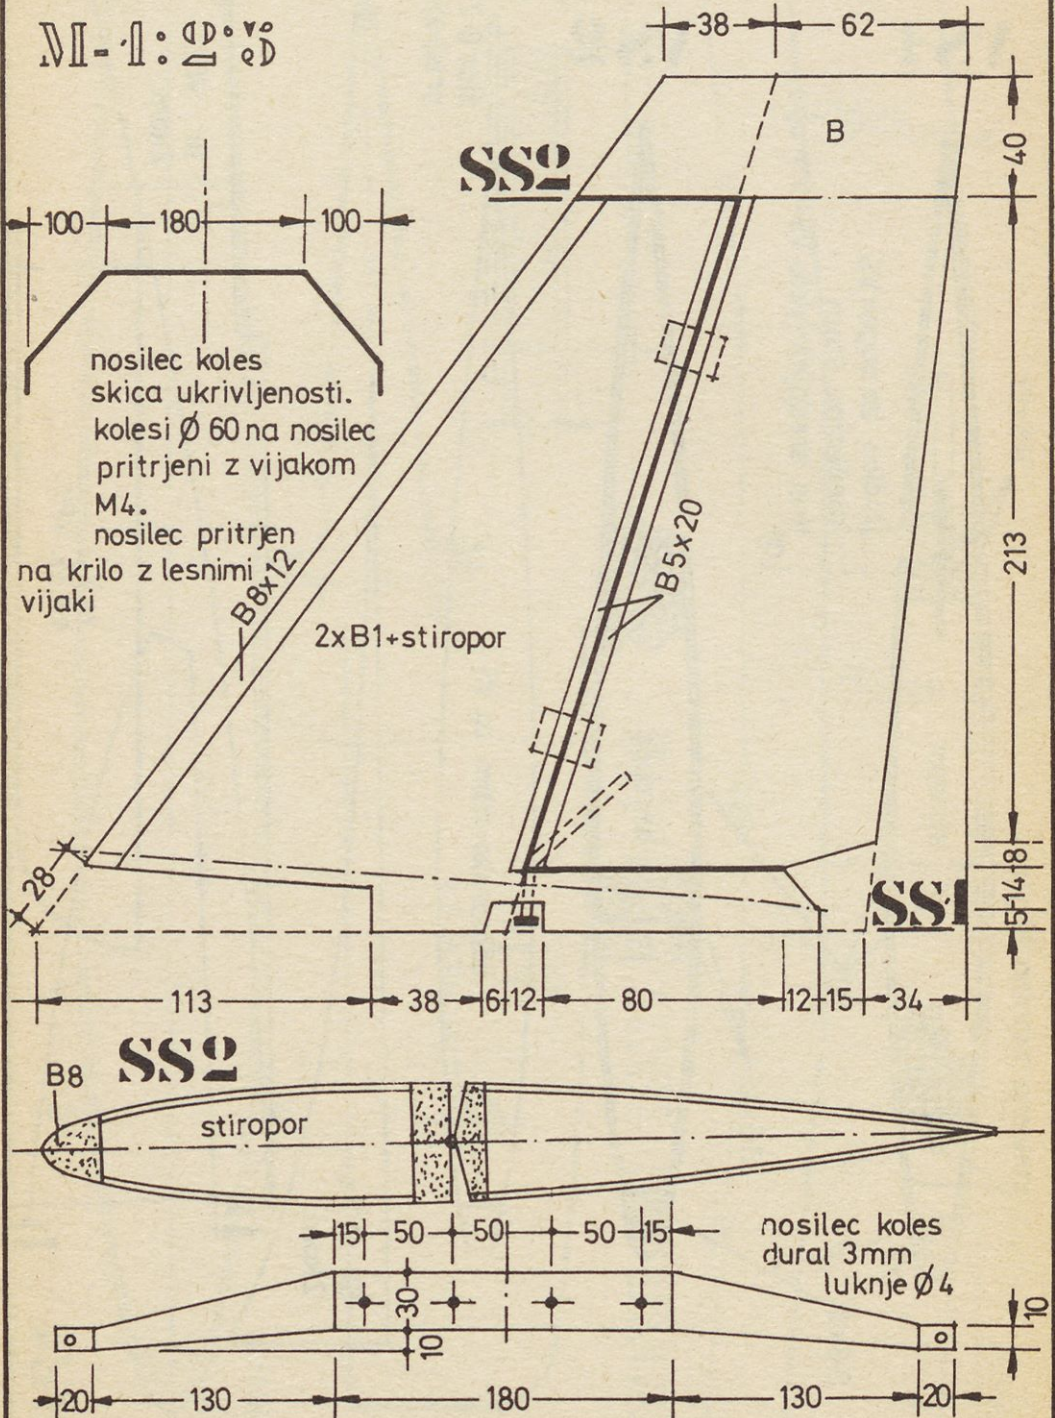 M-1:2,5
38
62
B
40
SS2
100
180
100
nosilec koles
skica ukrivljenosti.
kolesi Ø 60 na nosilec
pritrjeni z vijakom
M4.
nosilec pritrjen
na krilo z lesnimi
vijaki
B8x12
B5x20
213
2xB1+stiropor
28
8
14
5
SS1
113
38
6
12
80
12
15
34
SS2
B8
stiropor
15
50
50
50
15
nosilec koles
dural 3mm
luknje Ø4
30
10
10
20
130
180
130
20